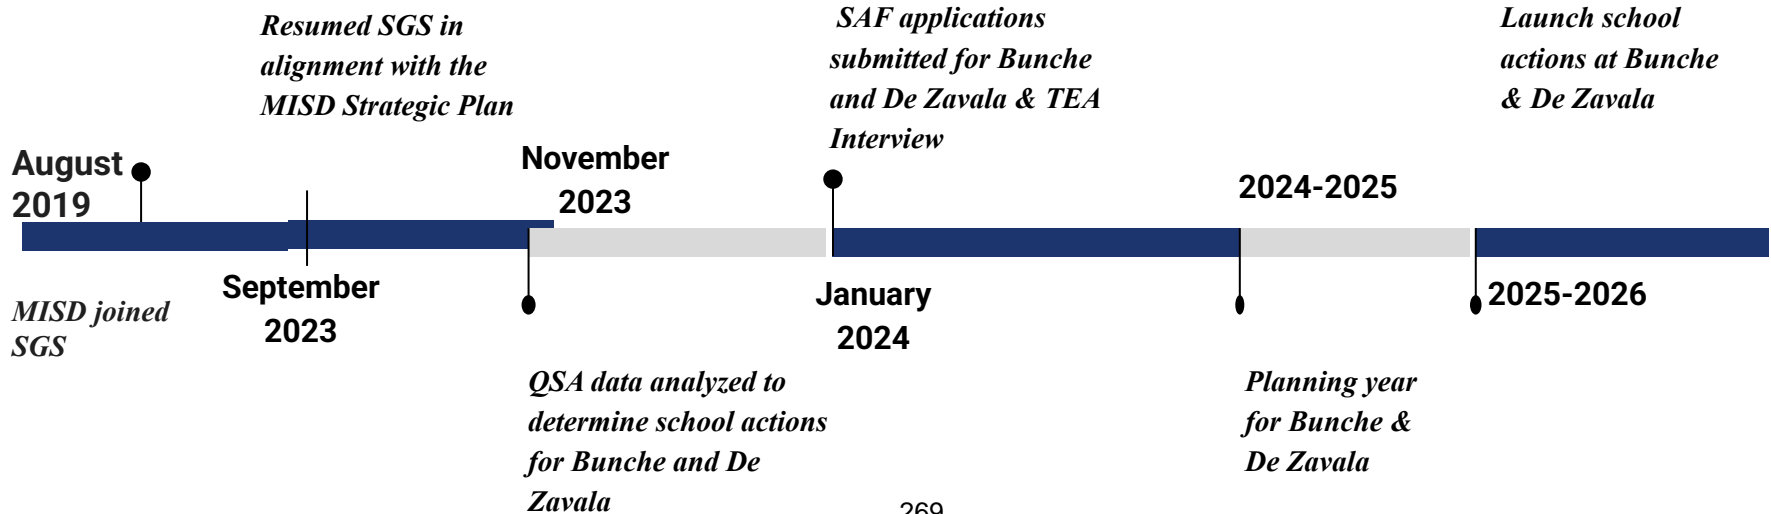 August
2019
MISD joined
SGS
Resumed SGS in
alignment with the
MISD Strategic Plan
September
2023
November
2023
QSA data analyzed to
determine school actions
for Bunche and De
Zavala
SAF applications
submitted for Bunche
and De Zavala & TEA
Interview
January
2024
2024-2025
Planning year
for Bunche &
De Zavala
Launch school
actions at Bunche
& De Zavala
2025-2026
269